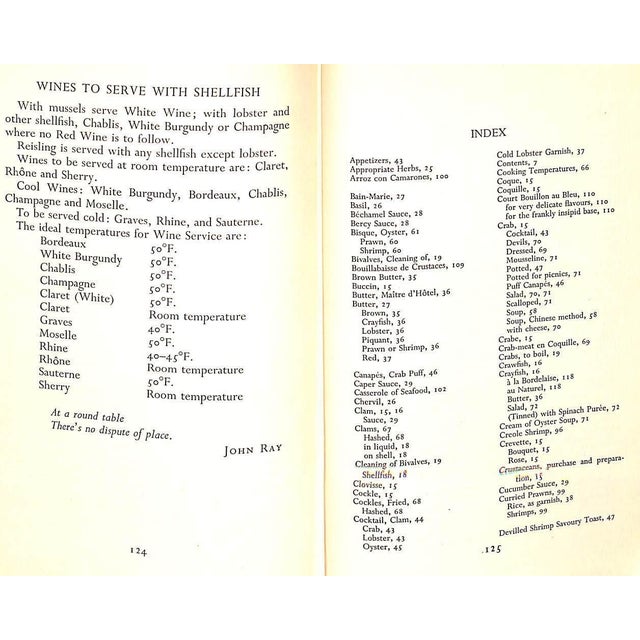 WINES TO SERVE WITH SHELLFISH
With mussels serve White Wine; with lobster and
other shellfish, Chablis, White Burgundy or Champagne
where no Red Wine is to follow.
Reisling is served with any shellfish except lobster.
Wines to be served at room temperature are: Claret,
Rhône and Sherry.
Cool Wines: White Burgundy, Bordeaux, Chablis,
Champagne and Moselle.
To be served cold: Graves, Rhine, and Sauterne.
The ideal temperatures for Wine Service are:
Bordeaux 50°F.
White Burgundy 50°F.
Chablis 50°F.
Champagne 50°F.
Claret (White) 50°F.
Claret Room temperature
Graves 40°F.
Moselle 50°F.
Rhine 40–45°F.
Rhône Room temperature
Sauterne 50°F.
Sherry Room temperature
At a round table
There's no dispute of place.
JOHN RAY
124
INDEX
Appetizers, 43
Appropriate Herbs, 25
Arroz con Camarones, 100
Bain-Marie, 27
Basil, 26
Béchamel Sauce, 28
Bercy Sauce, 28
Bisque, Oyster, 61
Prawn, 60
Shrimp, 60
Bivalves, Cleaning of, 19
Bouillabaisse de Crustaces, 109
Brown Butter, 35
Buccin, 15
Butter, Maître d'Hôtel, 36
Butter, 27
Brown, 35
Crayfish, 36
Lobster, 36
Piquant, 36
Prawn or Shrimp, 36
Red, 37
Canapés, Crab Puff, 46
Caper Sauce, 29
Casserole of Seafood, 102
Chervil, 26
Clam, 15, 16
Sauce, 29
Clams, 67
Hashed, 68
in liquid, 18
on shell, 18
Cleaning of Bivalves, 19
Shellfish, 18
Clovisse, 15
Cockle, 15
Cockles, Fried, 68
Hashed, 68
Cocktail, Clam, 44
Crab, 43
Lobster, 43
Oyster, 45
Cold Lobster Garnish, 37
Contents, 7
Cooking Temperatures, 66
Coque, 15
Coquille, 15
Court Bouillon au Bleu, 110
for very delicate flavours, 110
for the frankly insipid base, 110
Crab, 15
Cocktail, 43
Devils, 70
Dressed, 69
Mousseline, 71
Potted, 47
Potted for picnics, 71
Puff Canapés, 46
Salad, 70, 71
Scalloped, 71
Soup, 58
Soup, Chinese method, 58
with cheese, 70
Crabe, 15
Crab-meat en Coquille, 69
Crabs, to boil, 19
Crawfish, 16
Crayfish, 16
à la Bordelaise, 118
au Naturel, 118
Butter, 36
Salad, 72
(Tinned) with Spinach Purée, 72
Cream of Oyster Soup, 71
Creole Shrimp, 96
Crevette, 15
Bouquet, 15
Rose, 15
Crustaceans, purchase and prepara-
tion, 15
Cucumber Sauce, 29
Curried Prawns, 99
Rice, as garnish, 38
Shrimps, 99
Devilled Shrimp Savoury Toast, 47
125